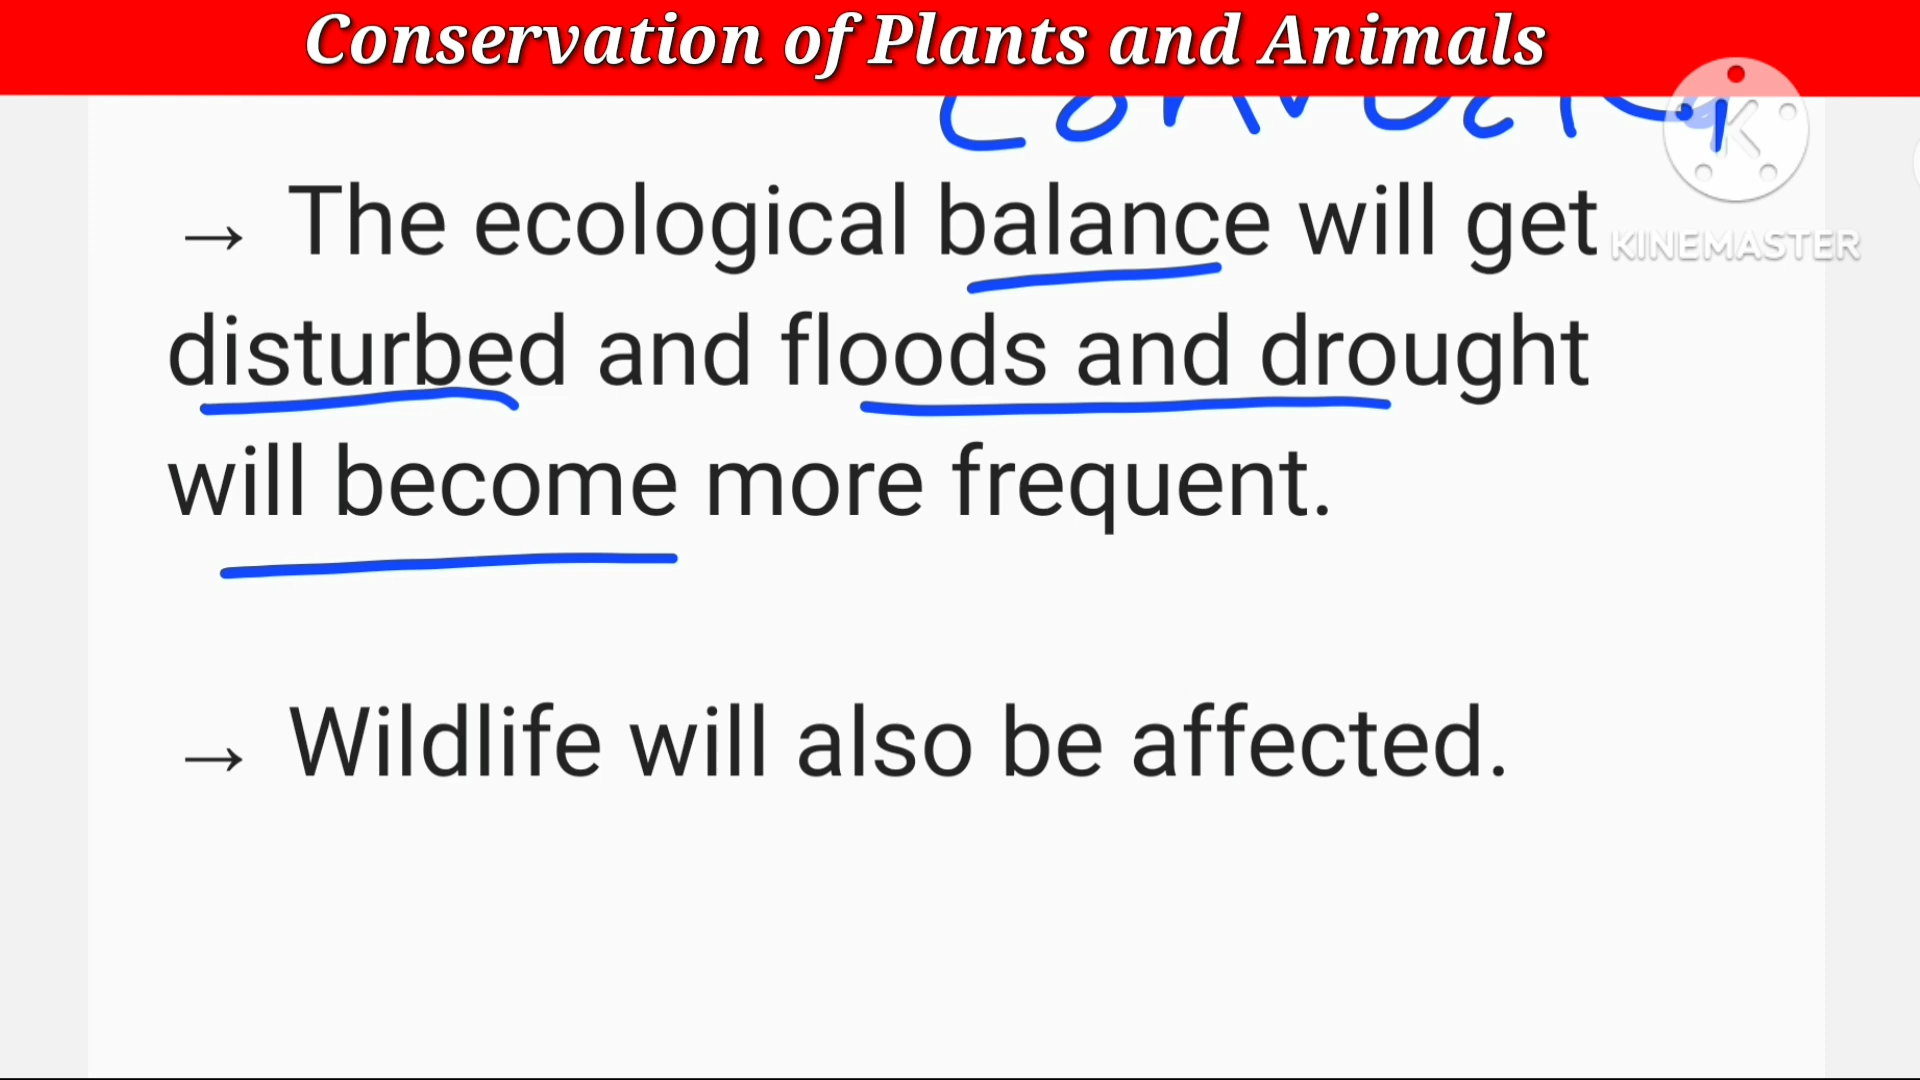 Conservation of Plants and Animals
→ The ecological balance will get
KINEMASTER
disturbed and floods and drought
will become more frequent.
→ Wildlife will also be affected.